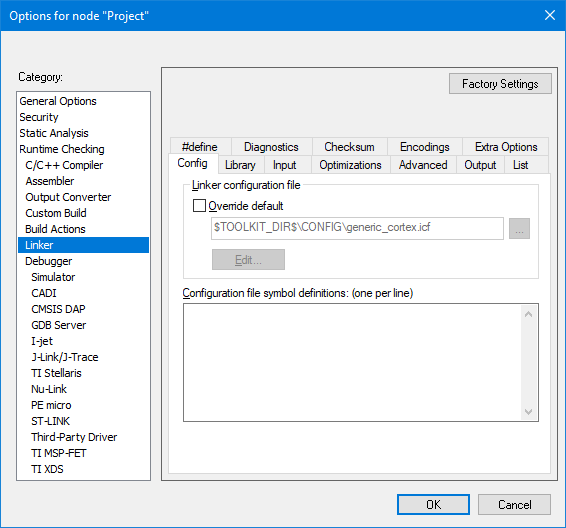 Options for node "Project"
Category:
General Options
Security
Static Analysis
Runtime Checking
C/C++ Compiler
Assembler
Output Converter
Custom Build
Build Actions
Linker
Debugger
Simulator
CADI
CMSIS DAP
GDB Server
I-jet
J-Link/J-Trace
TI Stellaris
Nu-Link
PE micro
ST-LINK
Third-Party Driver
TI MSP-FET
TI XDS
Factory Settings
#define Diagnostics Checksum Encodings Extra Options
Config Library Input Optimizations Advanced Output List
Linker configuration file
Override default
$TOOLKIT_DIR$\CONFIG\generic_cortex.icf
...
Edit...
Configuration file symbol definitions: (one per line)
OK Cancel